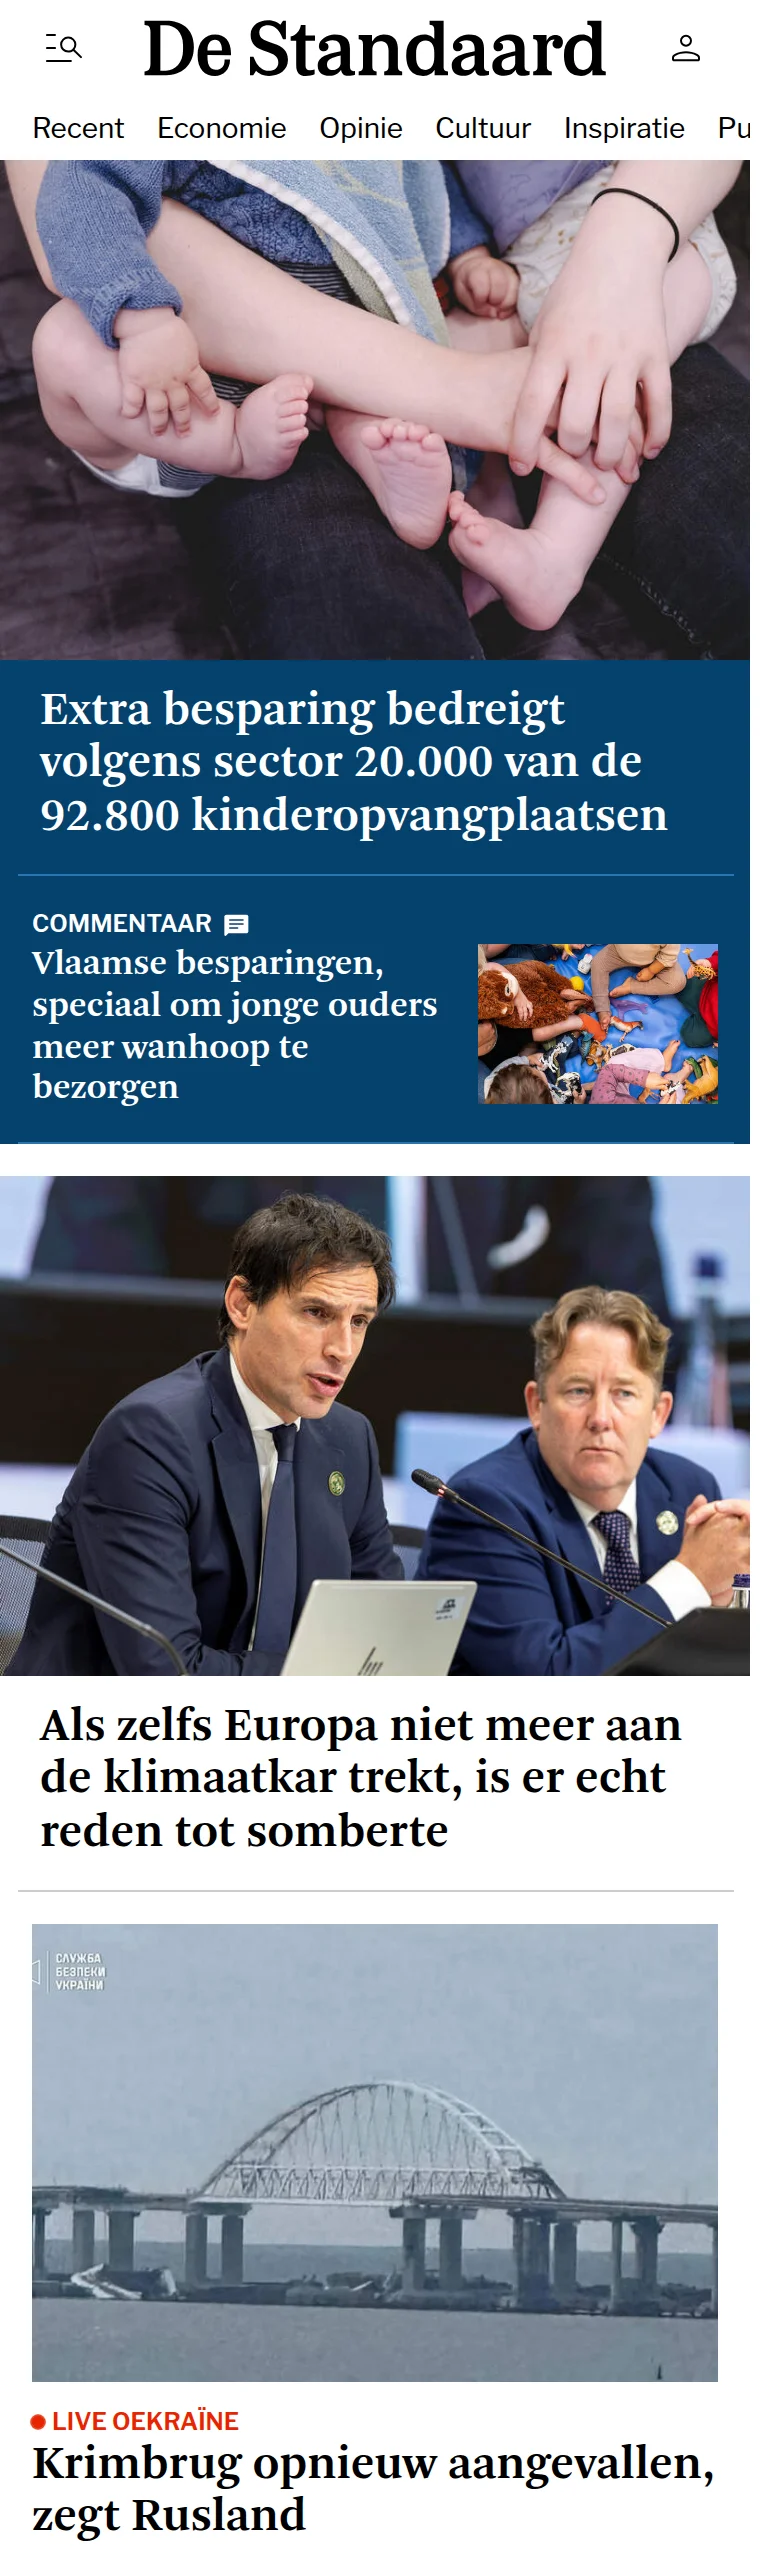 De Standaard
Recent Economie Opinie Cultuur Inspiratie Pu
Extra besparing bedreigt
volgens sector 20.000 van de
92.800 kinderopvangplaatsen
COMMENTAAR
Vlaamse besparingen,
speciaal om jonge ouders
meer wanhoop te
bezorgen
Als zelfs Europa niet meer aan
de klimaatkar trekt, is er echt
reden tot somberte
СЛУЖБА
БЕЗПЕКИ
УКРАЇНИ
LIVE OEKRAÏNE
Krimbrug opnieuw aangevallen,
zegt Rusland